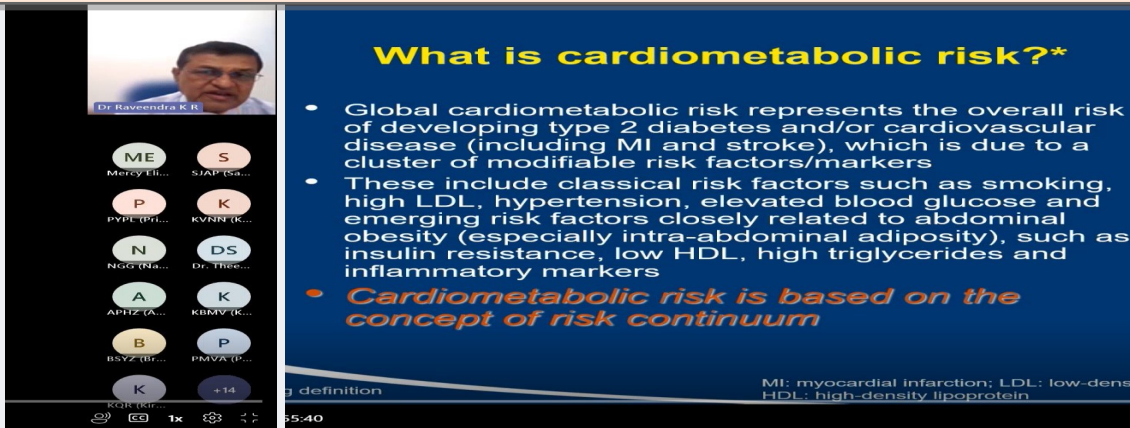 Dr Raveendra K R
ME
S
Mercy Eli...
SJAP (Sa...
P
K
PYPL (Pri...
KVNN (K...
N
DS
NGG (Na...
Dr. Thee...
A
K
APHZ (A...
KBMV (K...
B
P
BSYZ (Br...
PMVA (P...
K
+14
KQR (Kir...
CC 1x
55:40
What is cardiometabolic risk?*
• Global cardiometabolic risk represents the overall risk
of developing type 2 diabetes and/or cardiovascular
disease (including MI and stroke), which is due to a
cluster of modifiable risk factors/markers
• These include classical risk factors such as smoking,
high LDL, hypertension, elevated blood glucose and
emerging risk factors closely related to abdominal
obesity (especially intra-abdominal adiposity), such as
insulin resistance, low HDL, high triglycerides and
inflammatory markers
• Cardiometabolic risk is based on the
concept of risk continuum
g definition
MI: myocardial infarction; LDL: low-dens
HDL: high-density lipoprotein